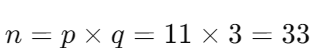 n = p × q = 11 × 3 = 33